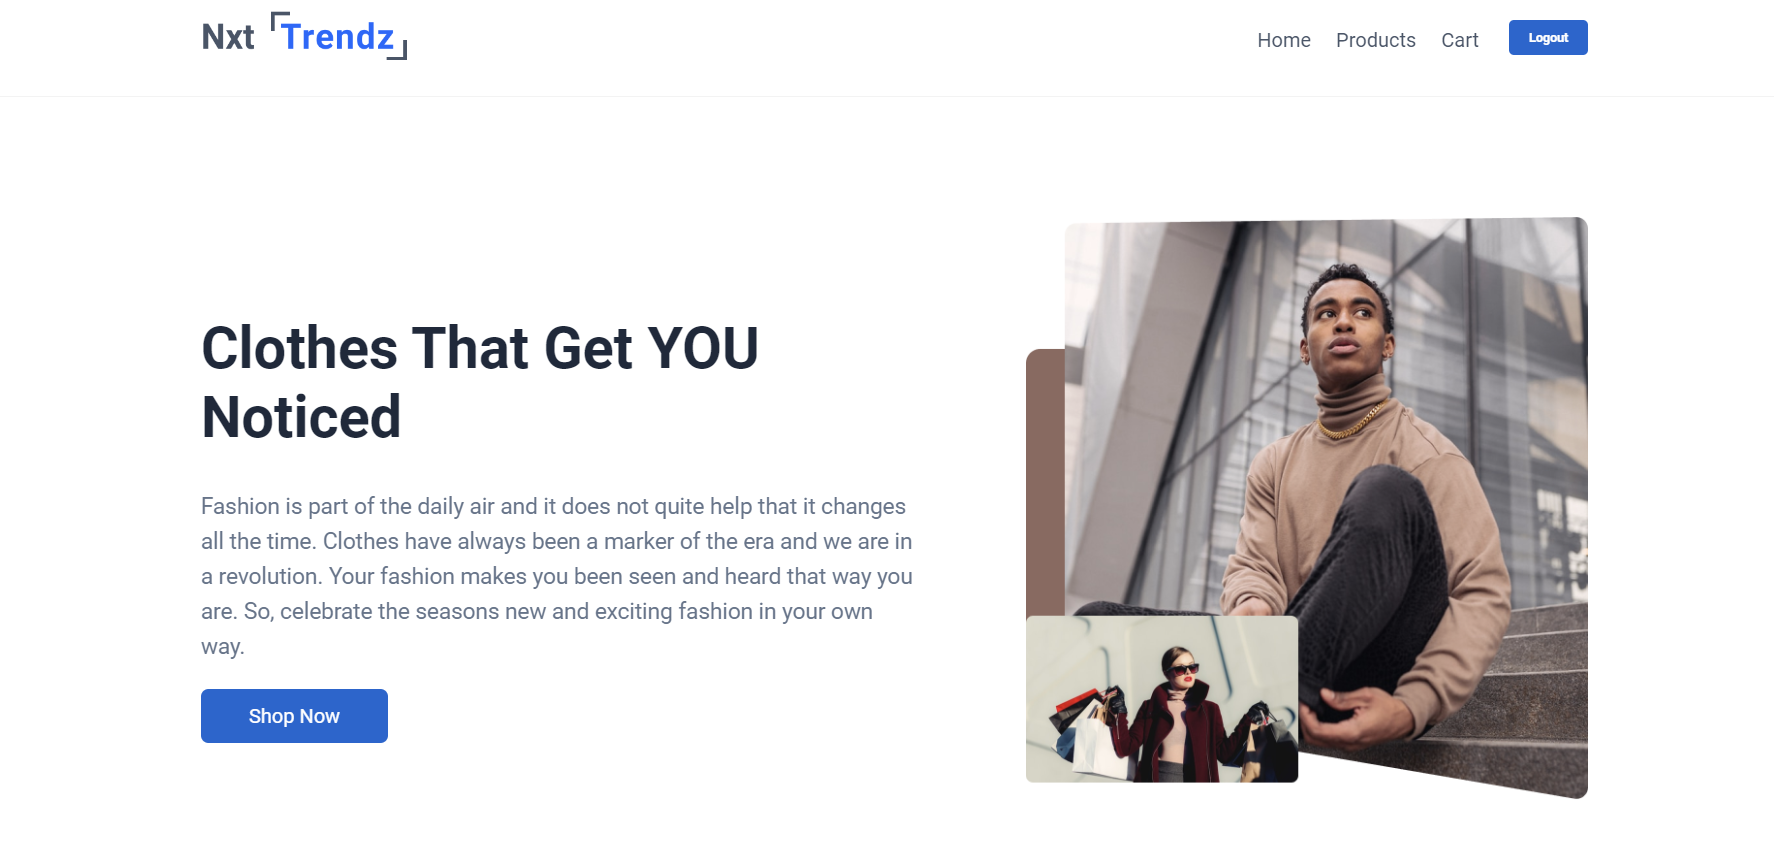 Nxt Trendz
Home Products Cart Logout
Clothes That Get YOU
Noticed
Fashion is part of the daily air and it does not quite help that it changes
all the time. Clothes have always been a marker of the era and we are in
a revolution. Your fashion makes you been seen and heard that way you
are. So, celebrate the seasons new and exciting fashion in your own
way.
Shop Now